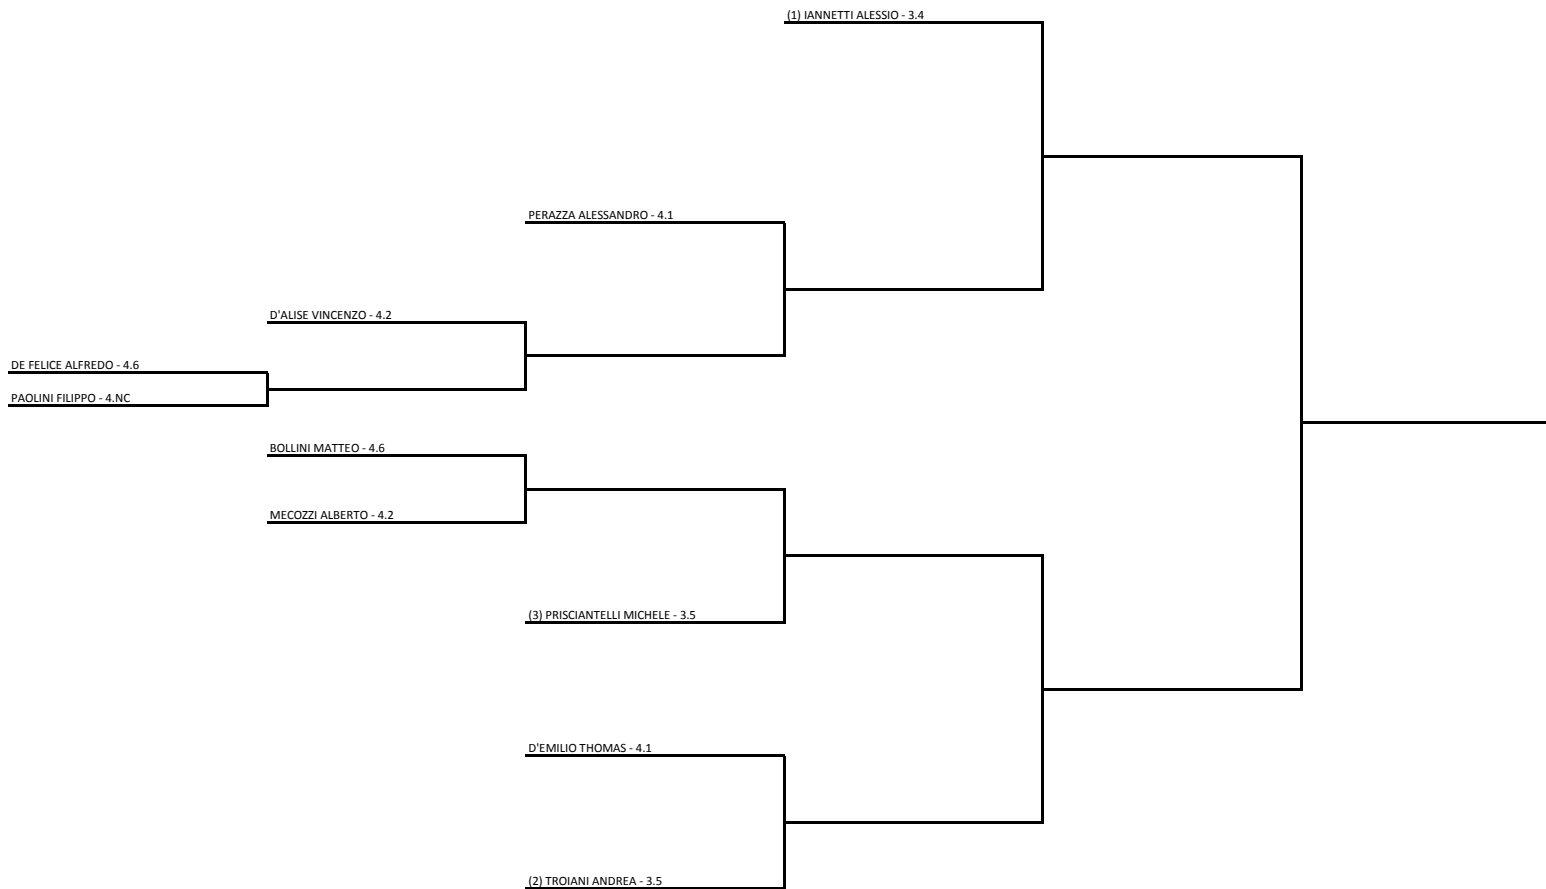 (1) IANNETTI ALESSIO - 3.4
PERAZZA ALESSANDRO - 4.1
D'ALISE VINCENZO - 4.2
DE FELICE ALFREDO - 4.6
PAOLINI FILIPPO - 4.NC
BOLLINI MATTEO - 4.6
MECOZZI ALBERTO - 4.2
(3) PRISCIANTELLI MICHELE - 3.5
D'EMILIO THOMAS - 4.1
(2) TROIANI ANDREA - 3.5